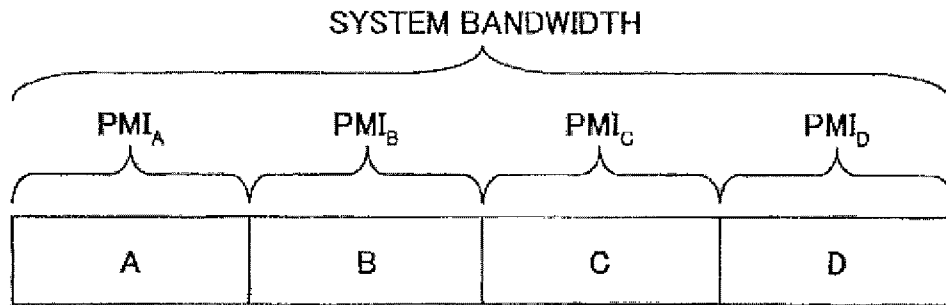 SYSTEM BANDWIDTH
PMI_A PMI_B PMI_C PMI_D
A B C D